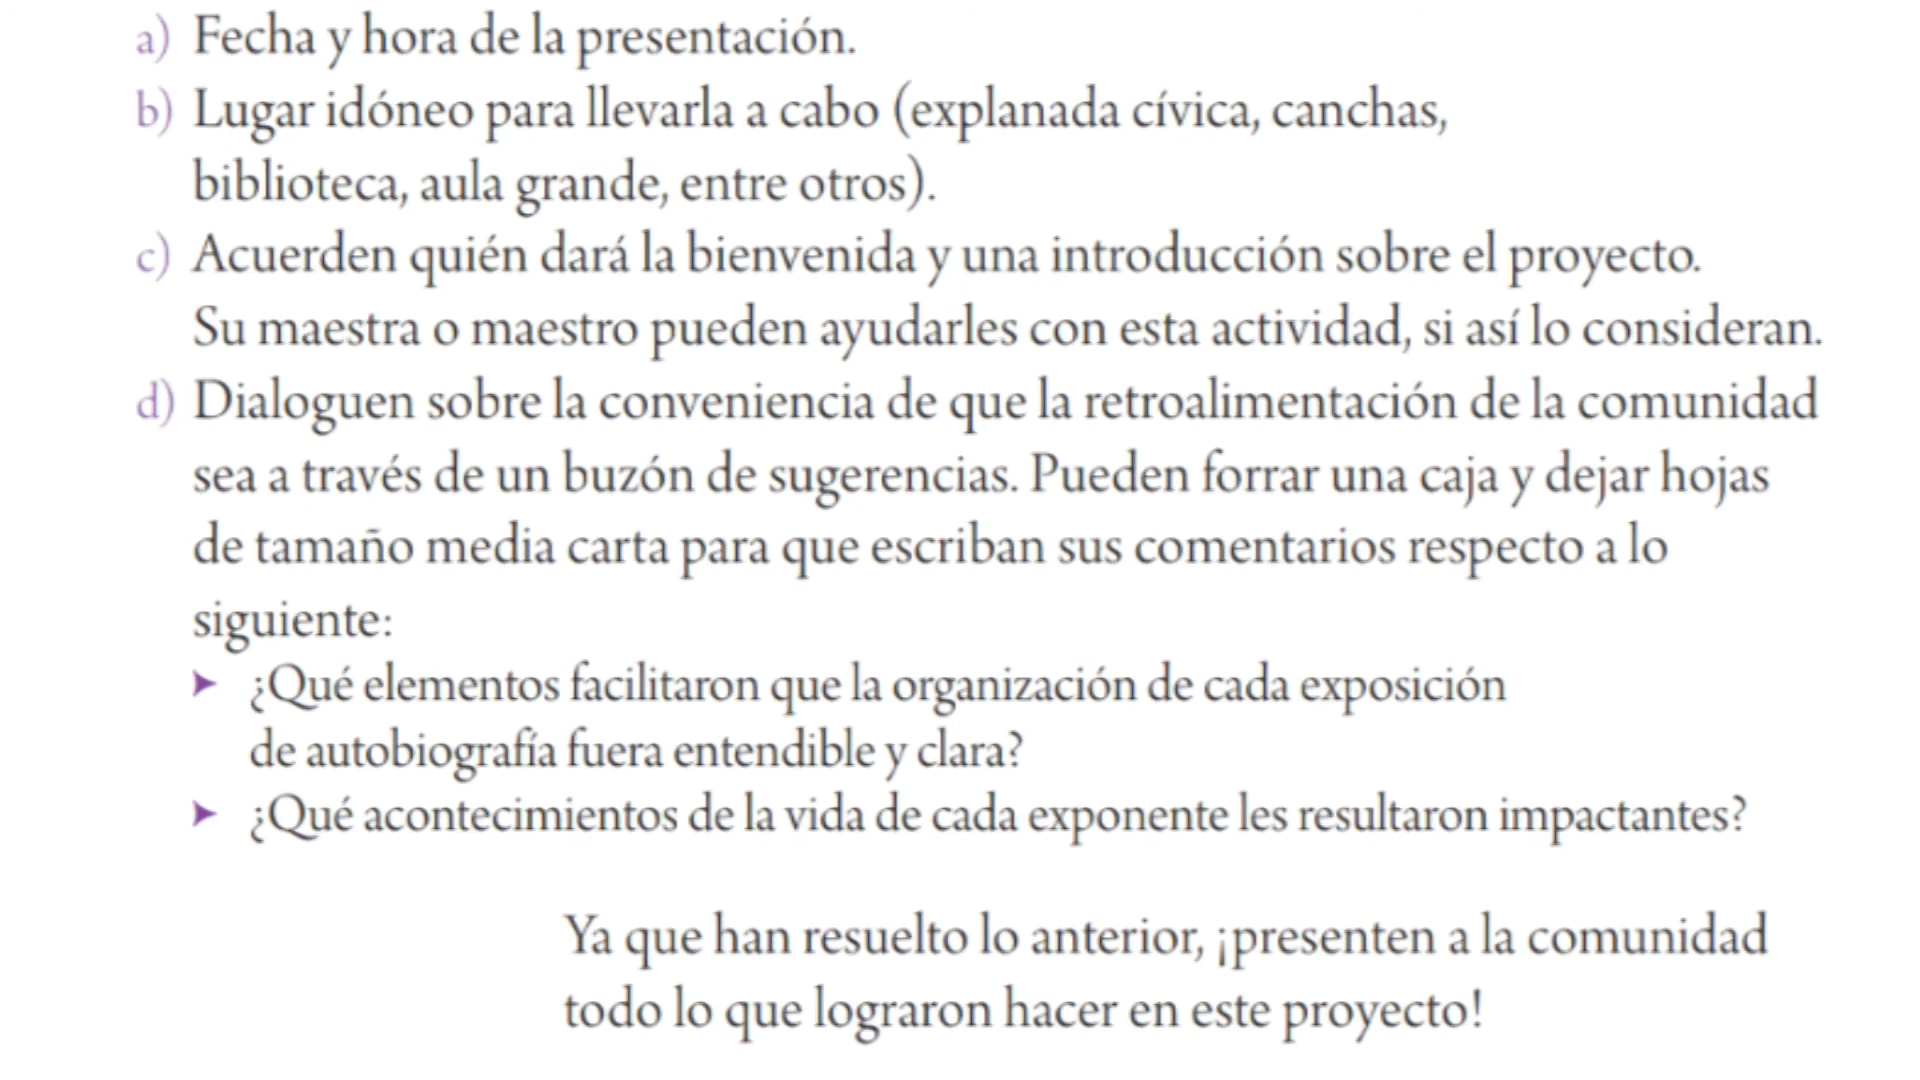 a) Fecha y hora de la presentación.
b) Lugar idóneo para llevarla a cabo (explanada cívica, canchas,
biblioteca, aula grande, entre otros).
c) Acuerden quién dará la bienvenida y una introducción sobre el proyecto.
Su maestra o maestro pueden ayudarles con esta actividad, si así lo consideran.
d) Dialoguen sobre la conveniencia de que la retroalimentación de la comunidad
sea a través de un buzón de sugerencias. Pueden forrar una caja y dejar hojas
de tamaño media carta para que escriban sus comentarios respecto a lo
siguiente:
➤ ¿Qué elementos facilitaron que la organización de cada exposición
de autobiografía fuera entendible y clara?
➤ ¿Qué acontecimientos de la vida de cada exponente les resultaron impactantes?
Ya que han resuelto lo anterior, ¡presenten a la comunidad
todo lo que lograron hacer en este proyecto!